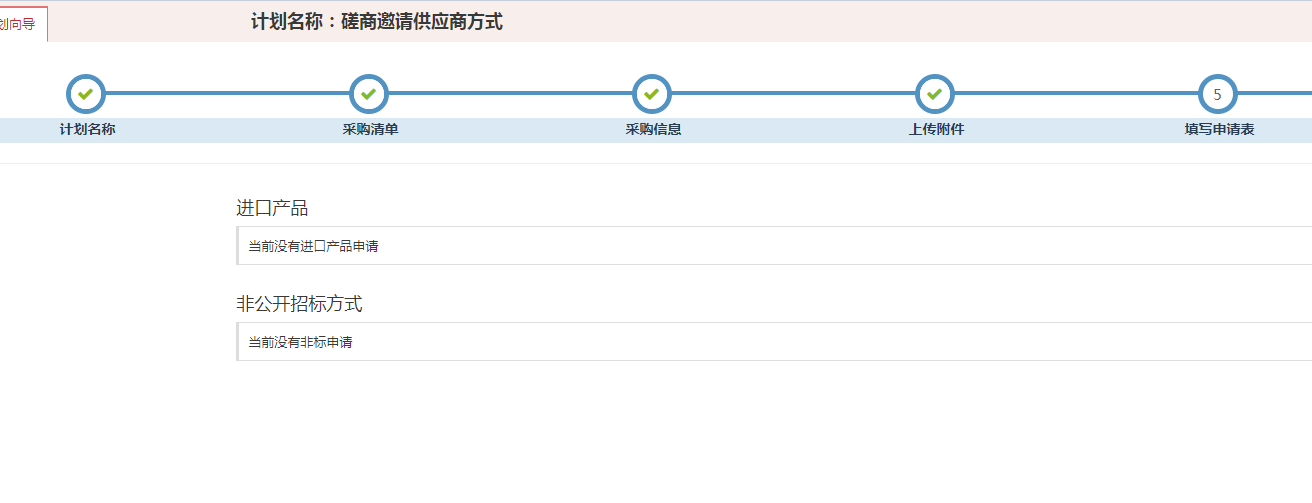 划向导
计划名称：磋商邀请供应商方式
5
计划名称 采购清单 采购信息 上传附件 填写申请表
进口产品
当前没有进口产品申请
非公开招标方式
当前没有非标申请